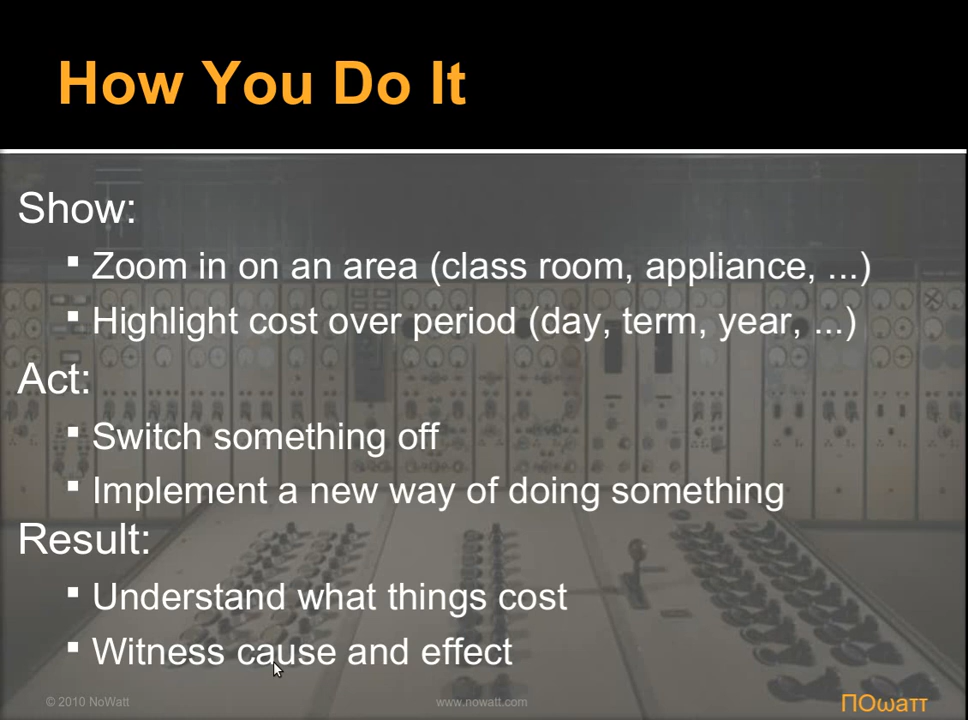 How You Do It
Show:
▪ Zoom in on an area (class room, appliance, ...)
▪ Highlight cost over period (day, term, year, ...)
Act:
▪ Switch something off
▪ Implement a new way of doing something
Result:
▪ Understand what things cost
▪ Witness cause and effect
© 2010 NoWatt
www.nowatt.com
ΠΟωαττ